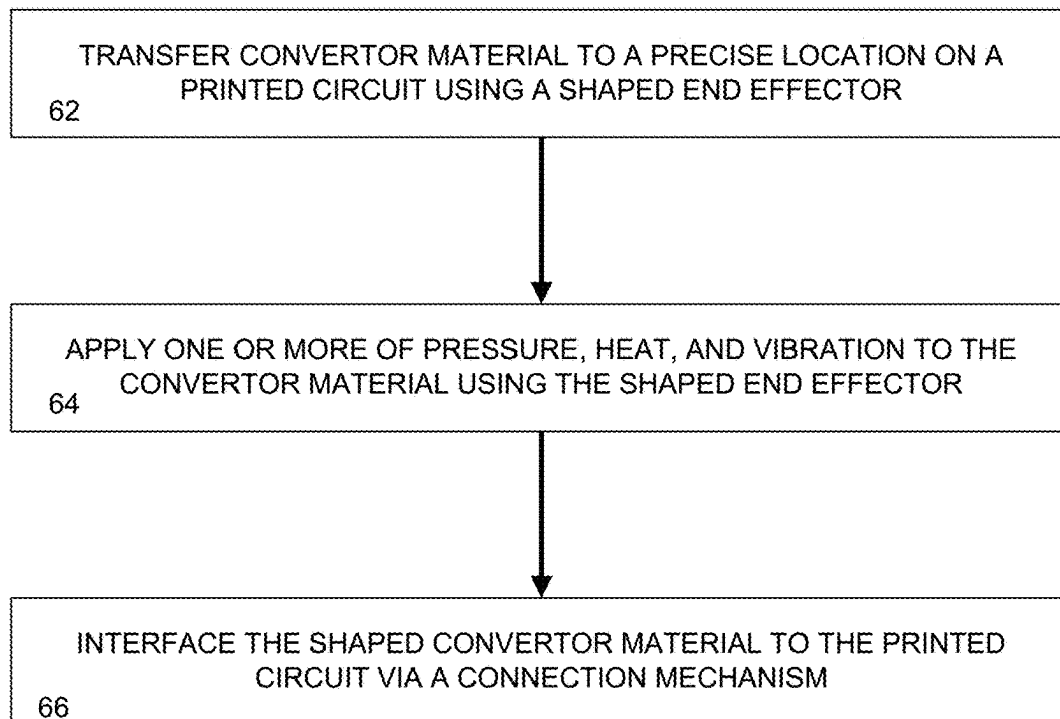 TRANSFER CONVERTOR MATERIAL TO A PRECISE LOCATION ON A
PRINTED CIRCUIT USING A SHAPED END EFFECTOR
62
APPLY ONE OR MORE OF PRESSURE, HEAT, AND VIBRATION TO THE
CONVERTOR MATERIAL USING THE SHAPED END EFFECTOR
64
INTERFACE THE SHAPED CONVERTOR MATERIAL TO THE PRINTED
CIRCUIT VIA A CONNECTION MECHANISM
66